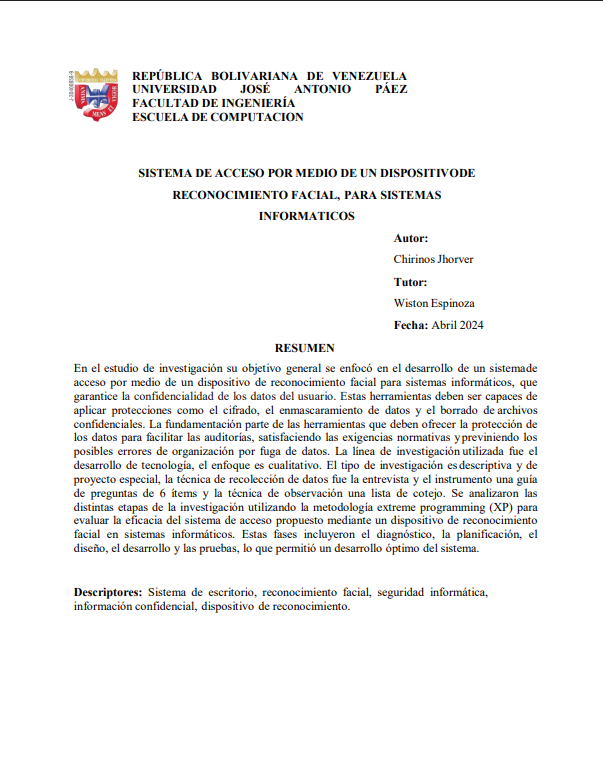 REPÚBLICA BOLIVARIANA DE VENEZUELA
UNIVERSIDAD JOSÉ ANTONIO PÁEZ
FACULTAD DE INGENIERÍA
ESCUELA DE COMPUTACION
SISTEMA DE ACCESO POR MEDIO DE UN DISPOSITIVODE
RECONOCIMIENTO FACIAL, PARA SISTEMAS
INFORMATICOS
Autor:
Chirinos Jhorver
Tutor:
Wiston Espinoza
Fecha: Abril 2024
RESUMEN
En el estudio de investigación su objetivo general se enfocó en el desarrollo de un sistemade
acceso por medio de un dispositivo de reconocimiento facial para sistemas informáticos, que
garantice la confidencialidad de los datos del usuario. Estas herramientas deben ser capaces de
aplicar protecciones como el cifrado, el enmascaramiento de datos y el borrado de archivos
confidenciales. La fundamentación parte de las herramientas que deben ofrecer la protección de
los datos para facilitar las auditorías, satisfaciendo las exigencias normativas y previniendo los
posibles errores de organización por fuga de datos. La línea de investigación utilizada fue el
desarrollo de tecnología, el enfoque es cualitativo. El tipo de investigación es descriptiva y de
proyecto especial, la técnica de recolección de datos fue la entrevista y el instrumento una guía
de preguntas de 6 ítems y la técnica de observación una lista de cotejo. Se analizaron las
distintas etapas de la investigación utilizando la metodología extreme programming (XP) para
evaluar la eficacia del sistema de acceso propuesto mediante un dispositivo de reconocimiento
facial en sistemas informáticos. Estas fases incluyeron el diagnóstico, la planificación, el
diseño, el desarrollo y las pruebas, lo que permitió un desarrollo óptimo del sistema.
Descriptores: Sistema de escritorio, reconocimiento facial, seguridad informática,
información confidencial, dispositivo de reconocimiento.